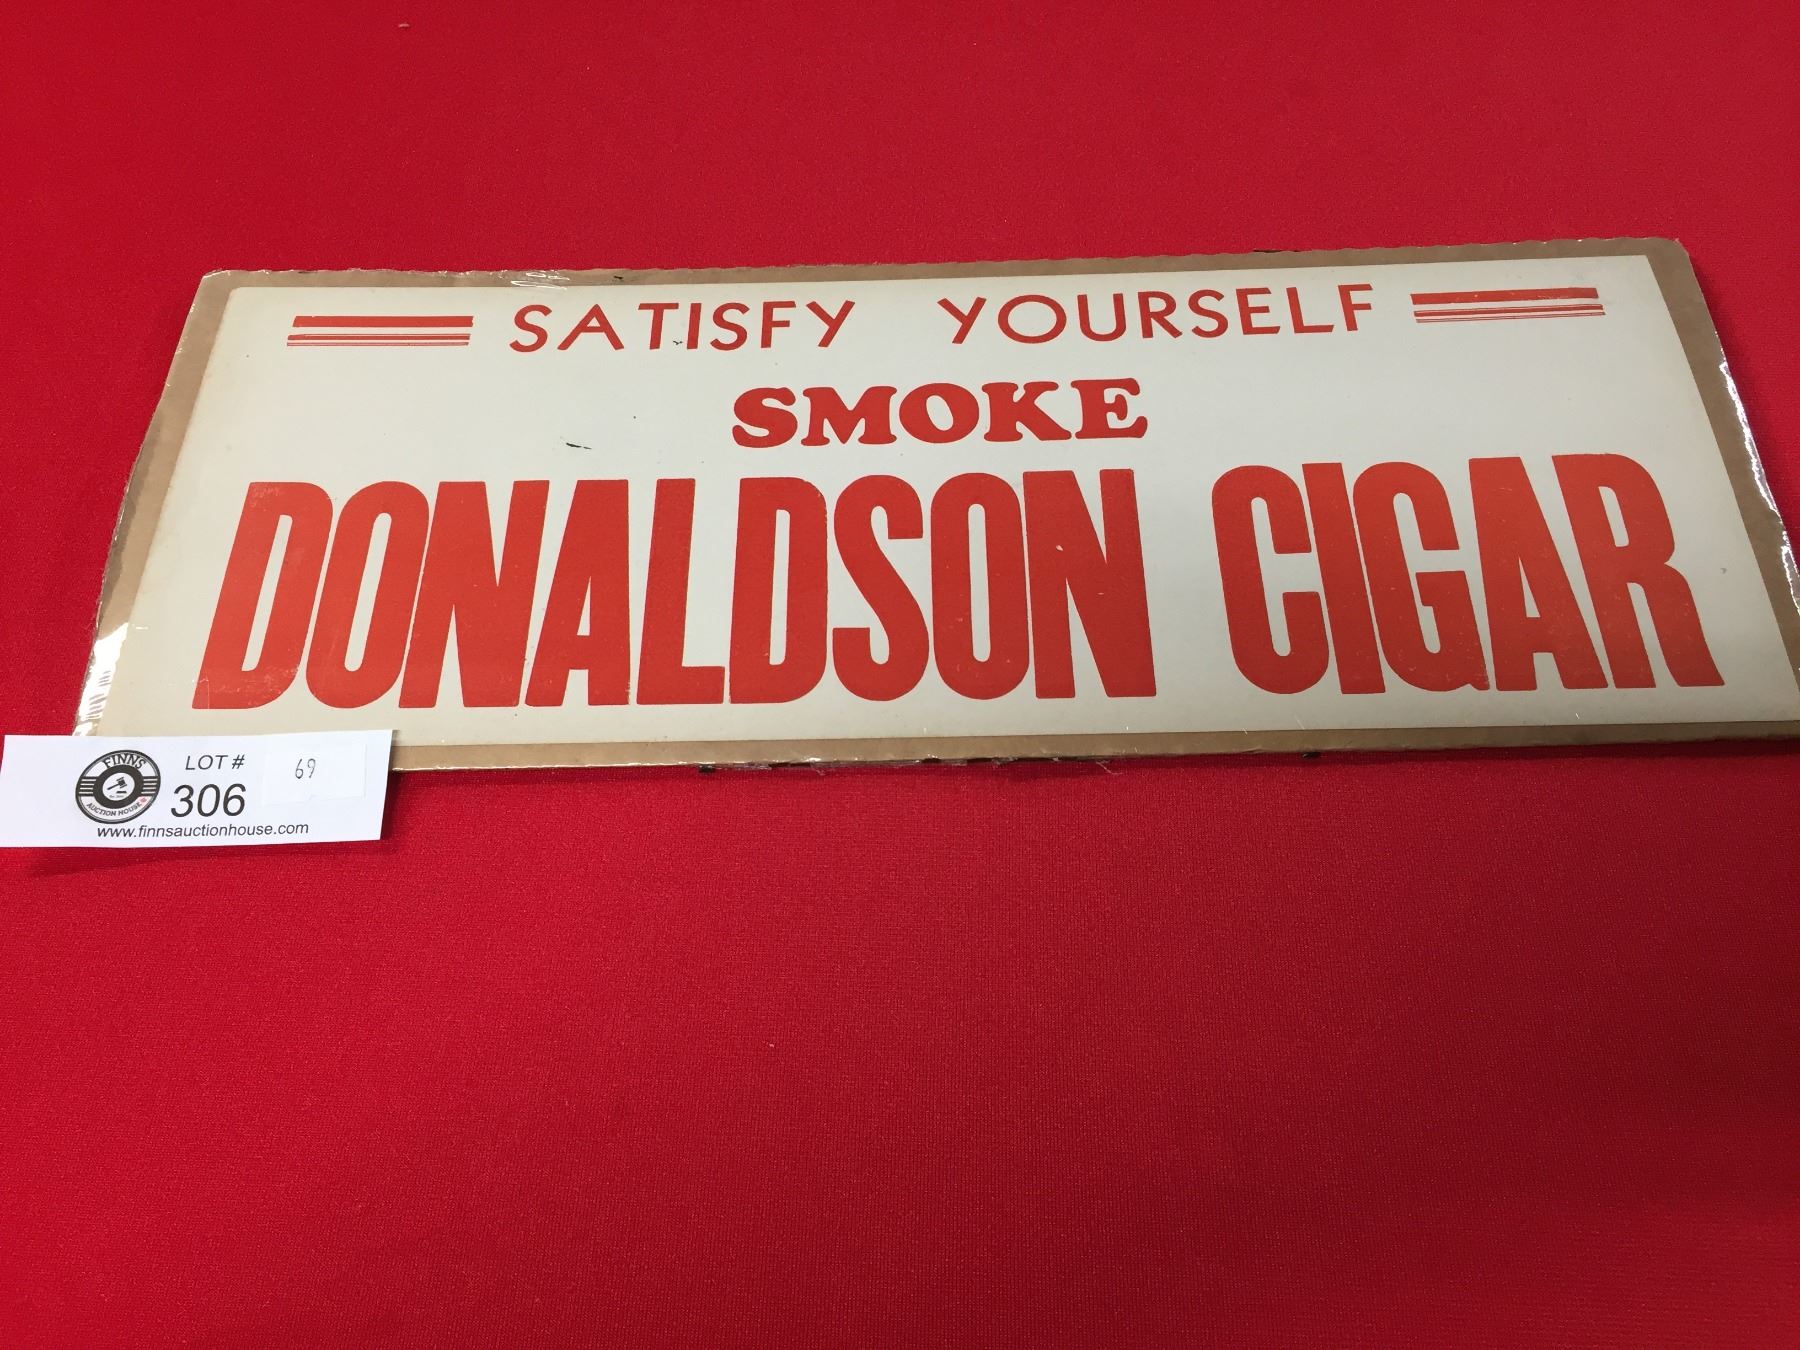 SATISFY YOURSELF
SMOKE
DONALDSON CIGAR
FINNS
AUCTION HOUSE
LOT # 69
306
www.finnsauctionhouse.com